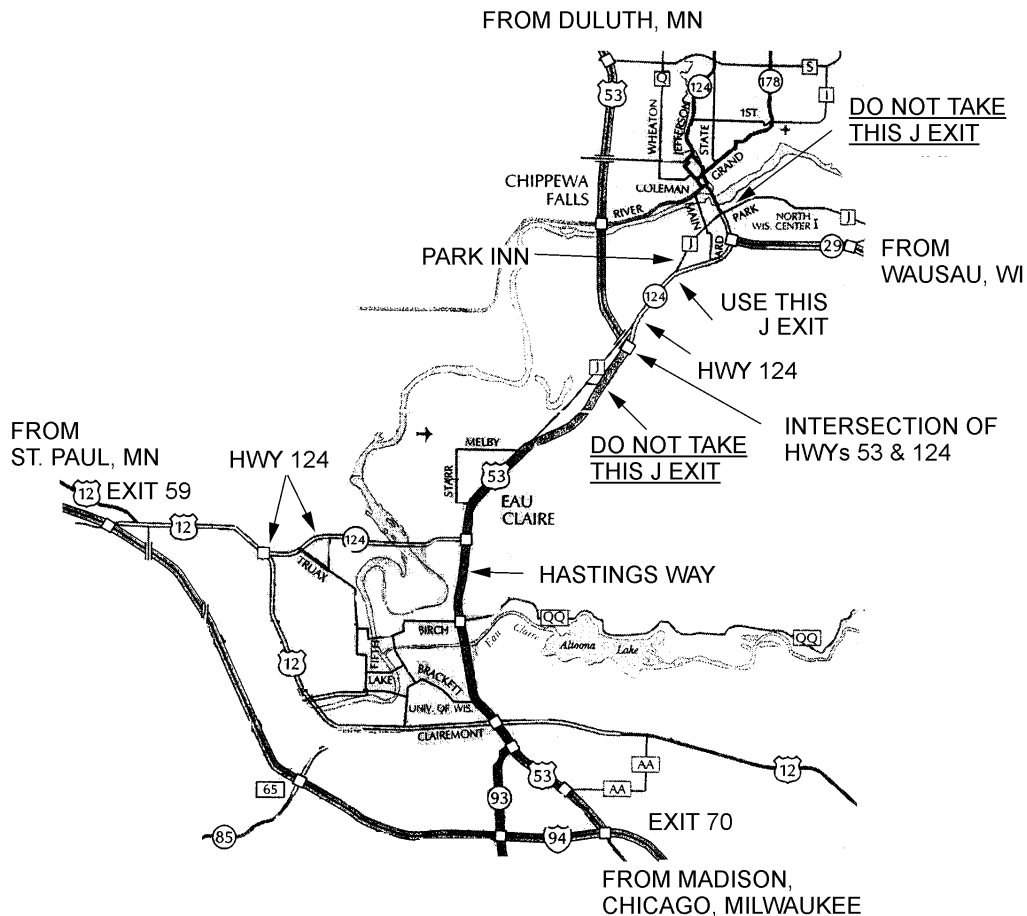 FROM DULUTH, MN
53
Q
124
178
S
I
WHEATON
JEFFERSON
STATE
1ST.
DO NOT TAKE
THIS J EXIT
GRAND
CHIPPEWA
FALLS
COLEMAN
RIVER
MAIN
PARK
NORTH
WIS. CENTER
J
J
29
FROM
WAUSAU, WI
PARK INN
124
USE THIS
J EXIT
HWY 124
J
INTERSECTION OF
HWYs 53 & 124
DO NOT TAKE
THIS J EXIT
FROM
ST. PAUL, MN
HWY 124
MELBY
STARR
53
EAU
CLAIRE
12
EXIT 59
12
124
TRUAX
HASTINGS WAY
BIRCH
QQ
QQ
Eau Claire
Altoona Lake
FIFTH
12
LAKE
BRACKETT
UNIV. OF WIS.
CLAIREMONT
12
AA
AA
53
93
65
85
94
EXIT 70
FROM MADISON,
CHICAGO, MILWAUKEE